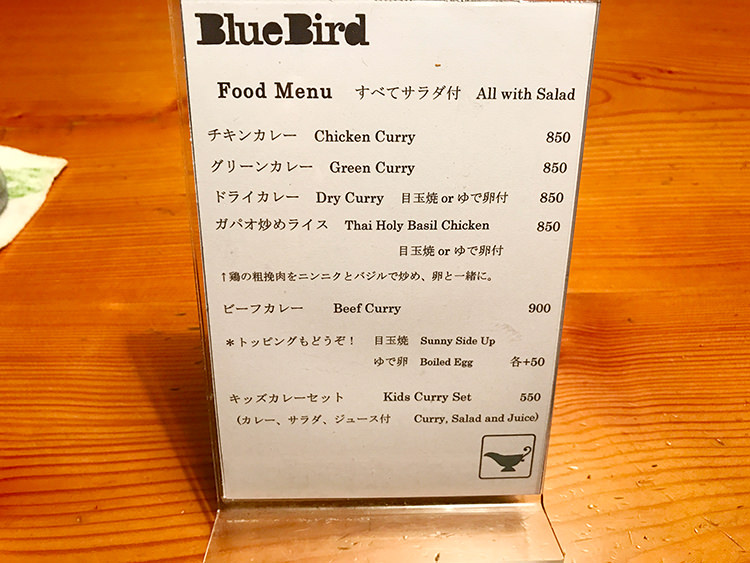 BlueBird
Food Menu すべてサラダ付 All with Salad
チキンカレー Chicken Curry 850
グリーンカレー Green Curry 850
ドライカレー Dry Curry 目玉焼 or ゆで卵付 850
ガパオ炒めライス Thai Holy Basil Chicken 850
目玉焼 or ゆで卵付
↑鶏の粗挽肉をニンニクとバジルで炒め、卵と一緒に。
ビーフカレー Beef Curry 900
＊トッピングもどうぞ！ 目玉焼 Sunny Side Up
ゆで卵 Boiled Egg 各+50
キッズカレーセット Kids Curry Set 550
(カレー、サラダ、ジュース付 Curry, Salad and Juice)